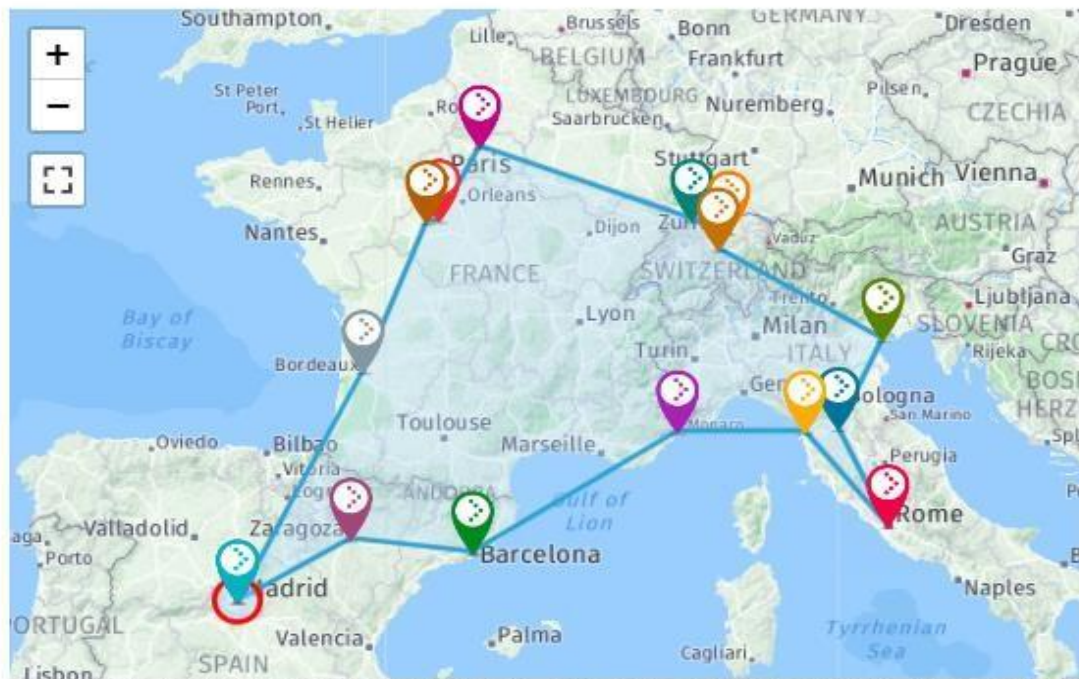 Southampton
Brussels
GERMANY
Dresden
Lille
BELGIUM
Bonn
Frankfurt
Prague
+
−
St Peter
Port
St Helier
LUXEMBOURG
Saarbrucken
Nuremberg
Pilsen
CZECHIA
Paris
Stuttgart
Munich
Vienna
Rennes
Orleans
Nantes
Dijon
Vaduz
AUSTRIA
Graz
FRANCE
SWITZERLAND
Trento
Ljubljana
SLOVENIA
Bay of
Biscay
Lyon
Milan
Turin
ITALY
Rijeka
Bordeaux
Toulouse
Marseille
Monaco
San Marino
Perugia
Oviedo
Bilbao
Vitoria
ANDORRA
Gulf of
Lion
Valladolid
Zaragoza
Porto
Barcelona
Rome
Naples
PORTUGAL
Valencia
Palma
Cagliari
Tyrrhenian
Sea
SPAIN
Lisbon